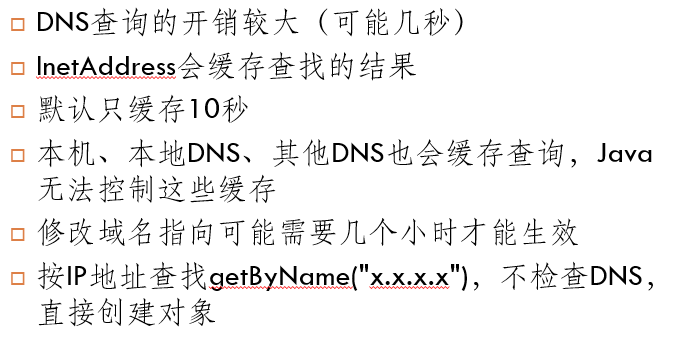 DNS查询的开销较大（可能几秒）
InetAddress会缓存查找的结果
默认只缓存10秒
本机、本地DNS、其他DNS也会缓存查询，Java
无法控制这些缓存
修改域名指向可能需要几个小时才能生效
按IP地址查找getByName("x.x.x.x")，不检查DNS，
直接创建对象